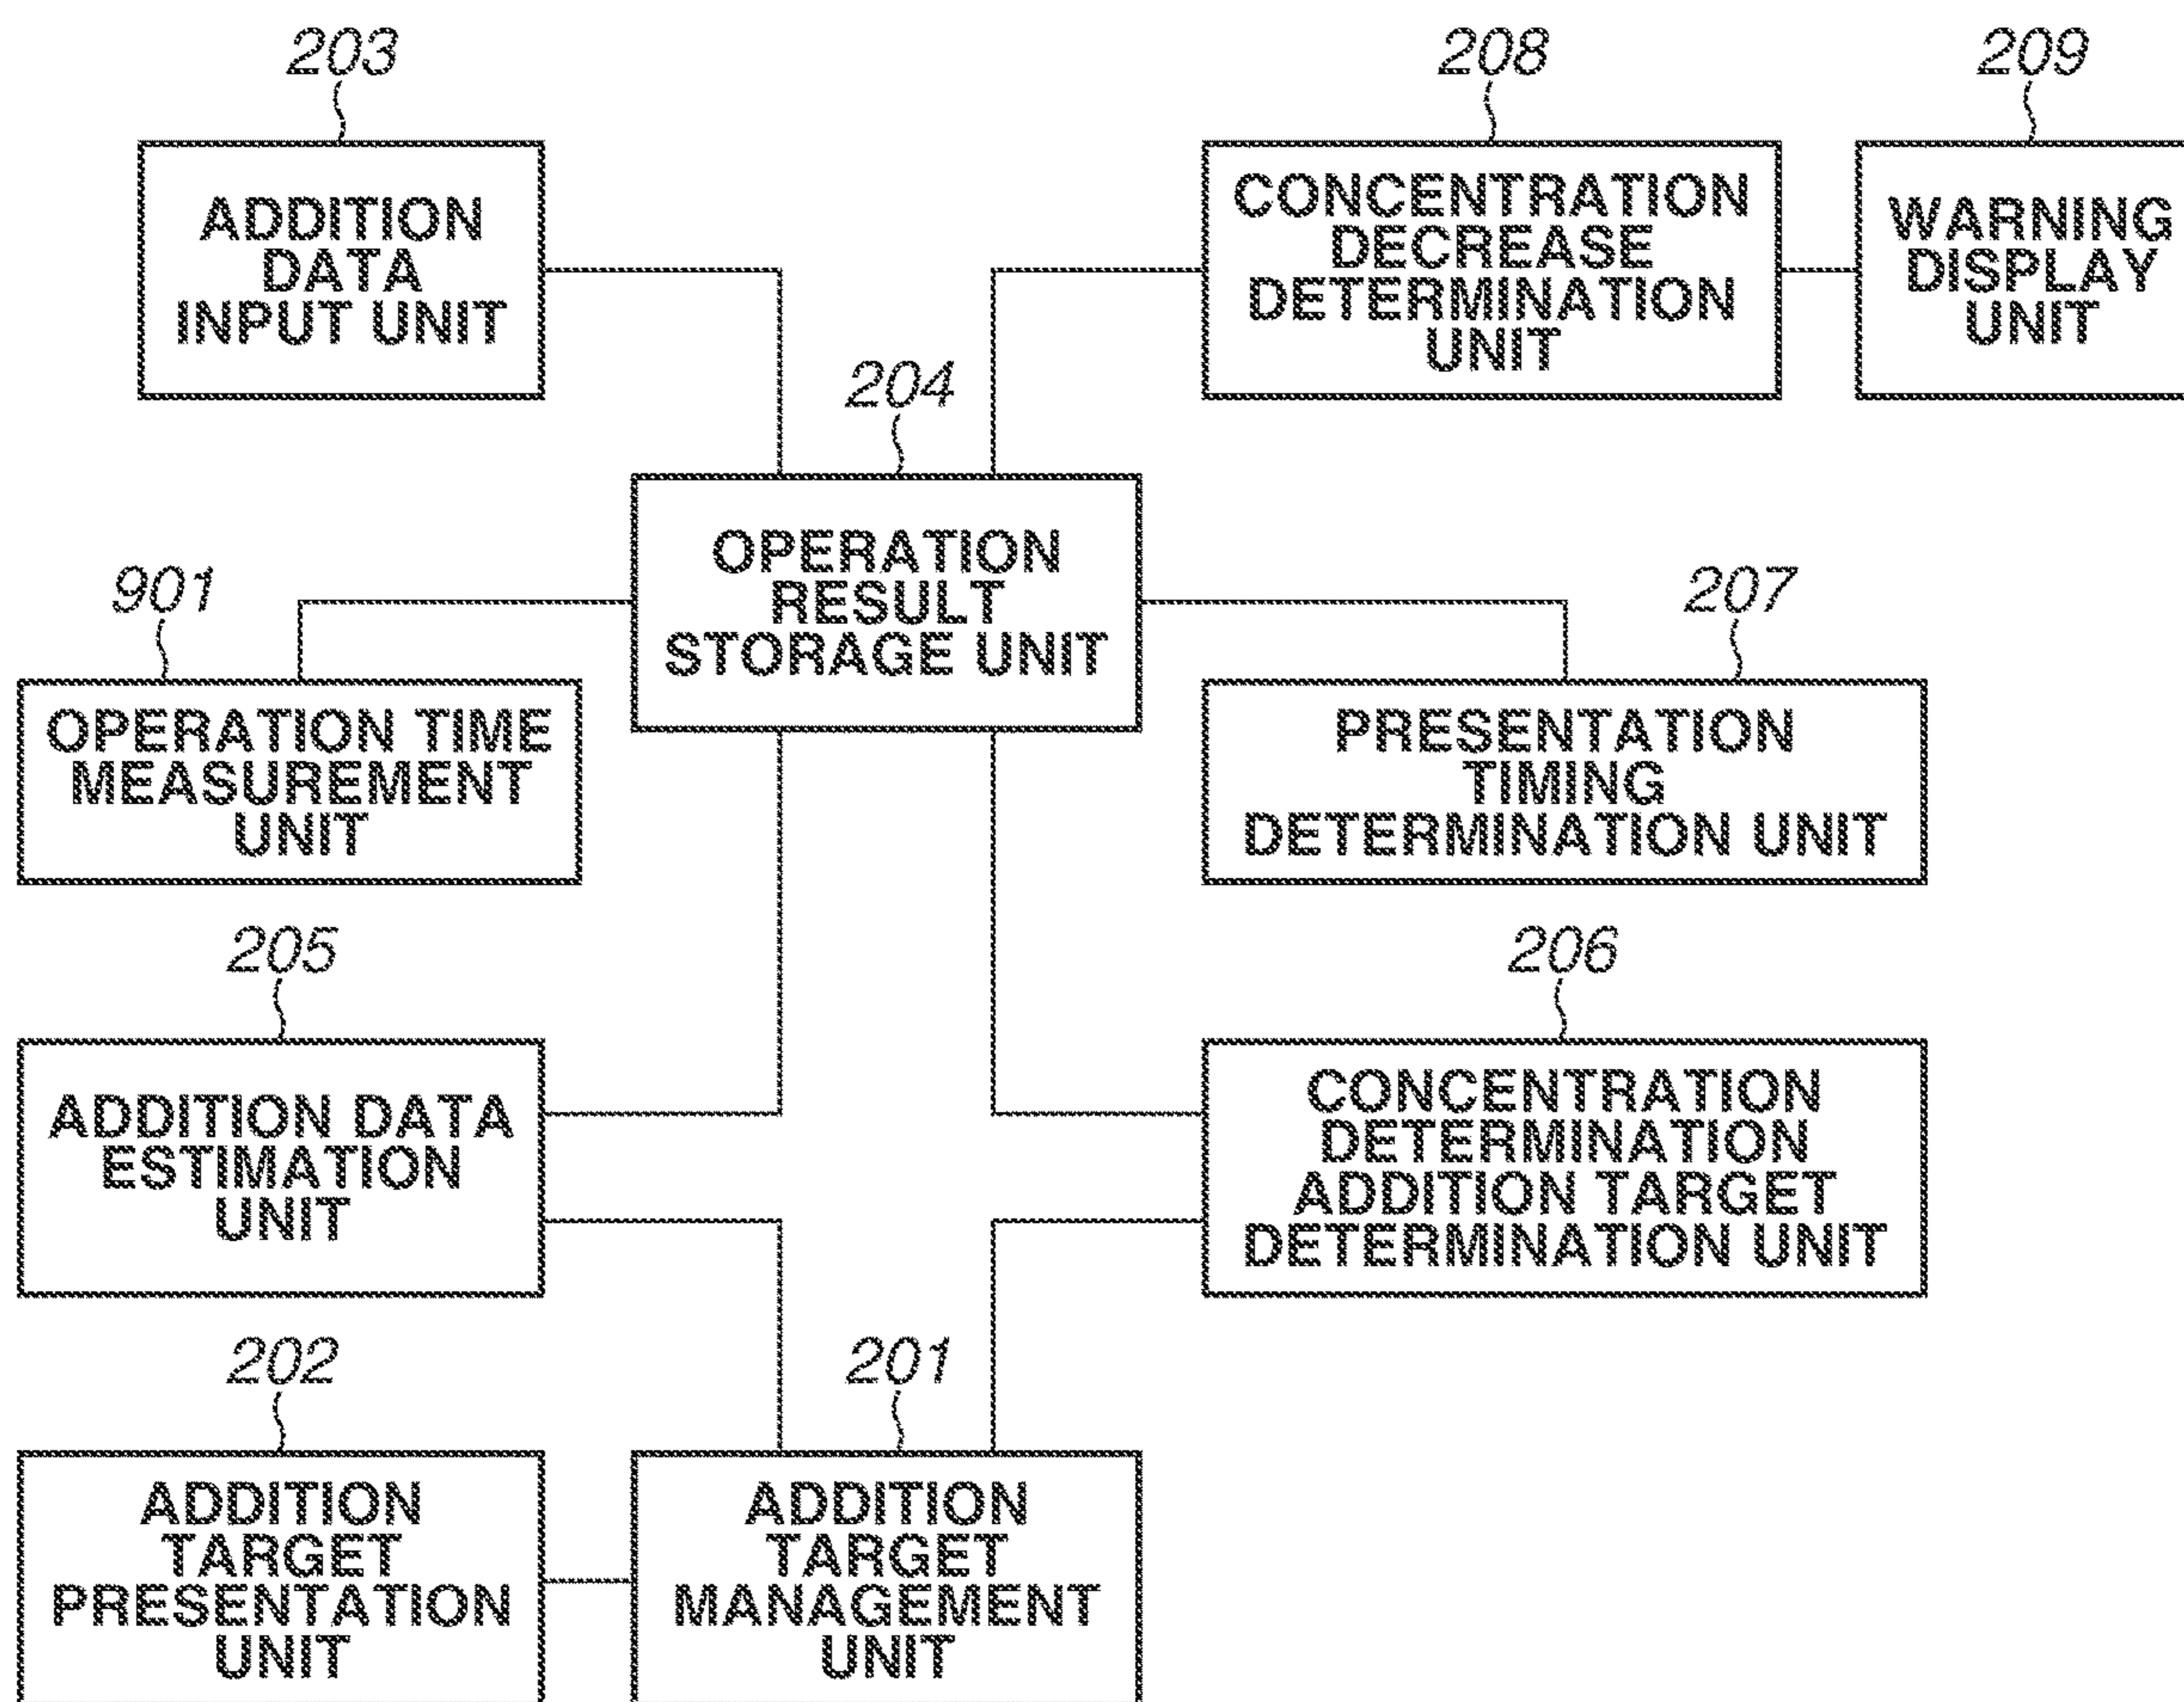 203
ADDITION
DATA
INPUT UNIT
208
CONCENTRATION
DECREASE
DETERMINATION
UNIT
209
WARNING
DISPLAY
UNIT
204
OPERATION
RESULT
STORAGE UNIT
901
OPERATION TIME
MEASUREMENT
UNIT
207
PRESENTATION
TIMING
DETERMINATION UNIT
205
ADDITION DATA
ESTIMATION
UNIT
206
CONCENTRATION
DETERMINATION
ADDITION TARGET
DETERMINATION UNIT
202
ADDITION
TARGET
PRESENTATION
UNIT
201
ADDITION
TARGET
MANAGEMENT
UNIT